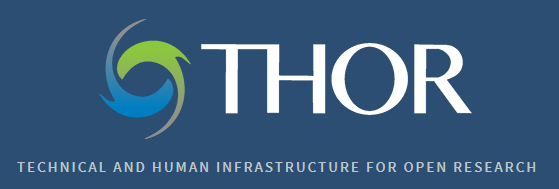 THOR
TECHNICAL AND HUMAN INFRASTRUCTURE FOR OPEN RESEARCH